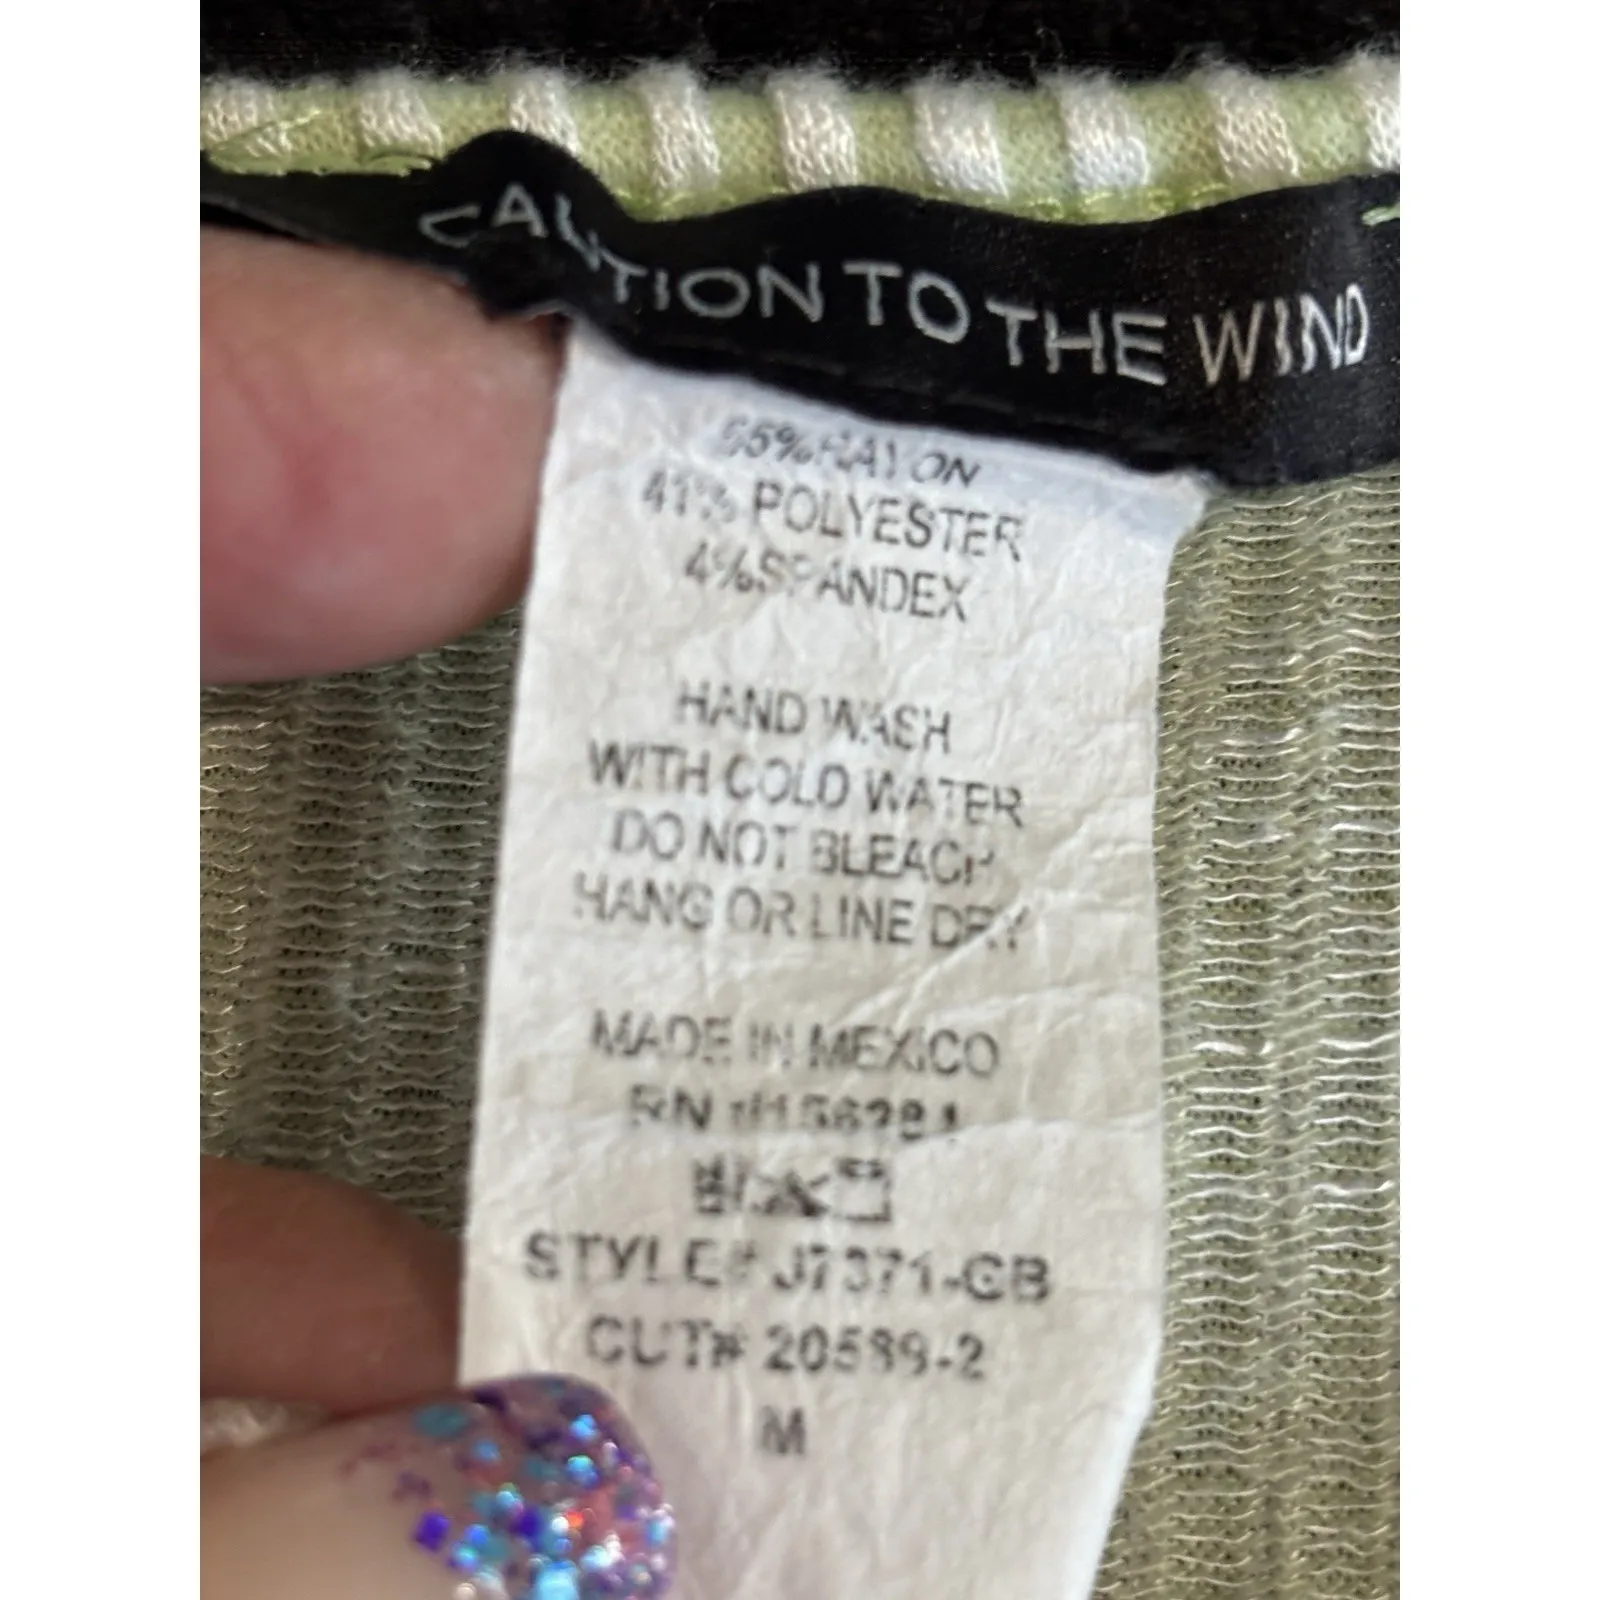 CAUTION TO THE WIND
55% RAYON
41% POLYESTER
4% SPANDEX
HAND WASH
WITH COLD WATER
DO NOT BLEACH
HANG OR LINE DRY
MADE IN MEXICO
RN
STYLE# J7371-CB
CUT# 20589-2
M